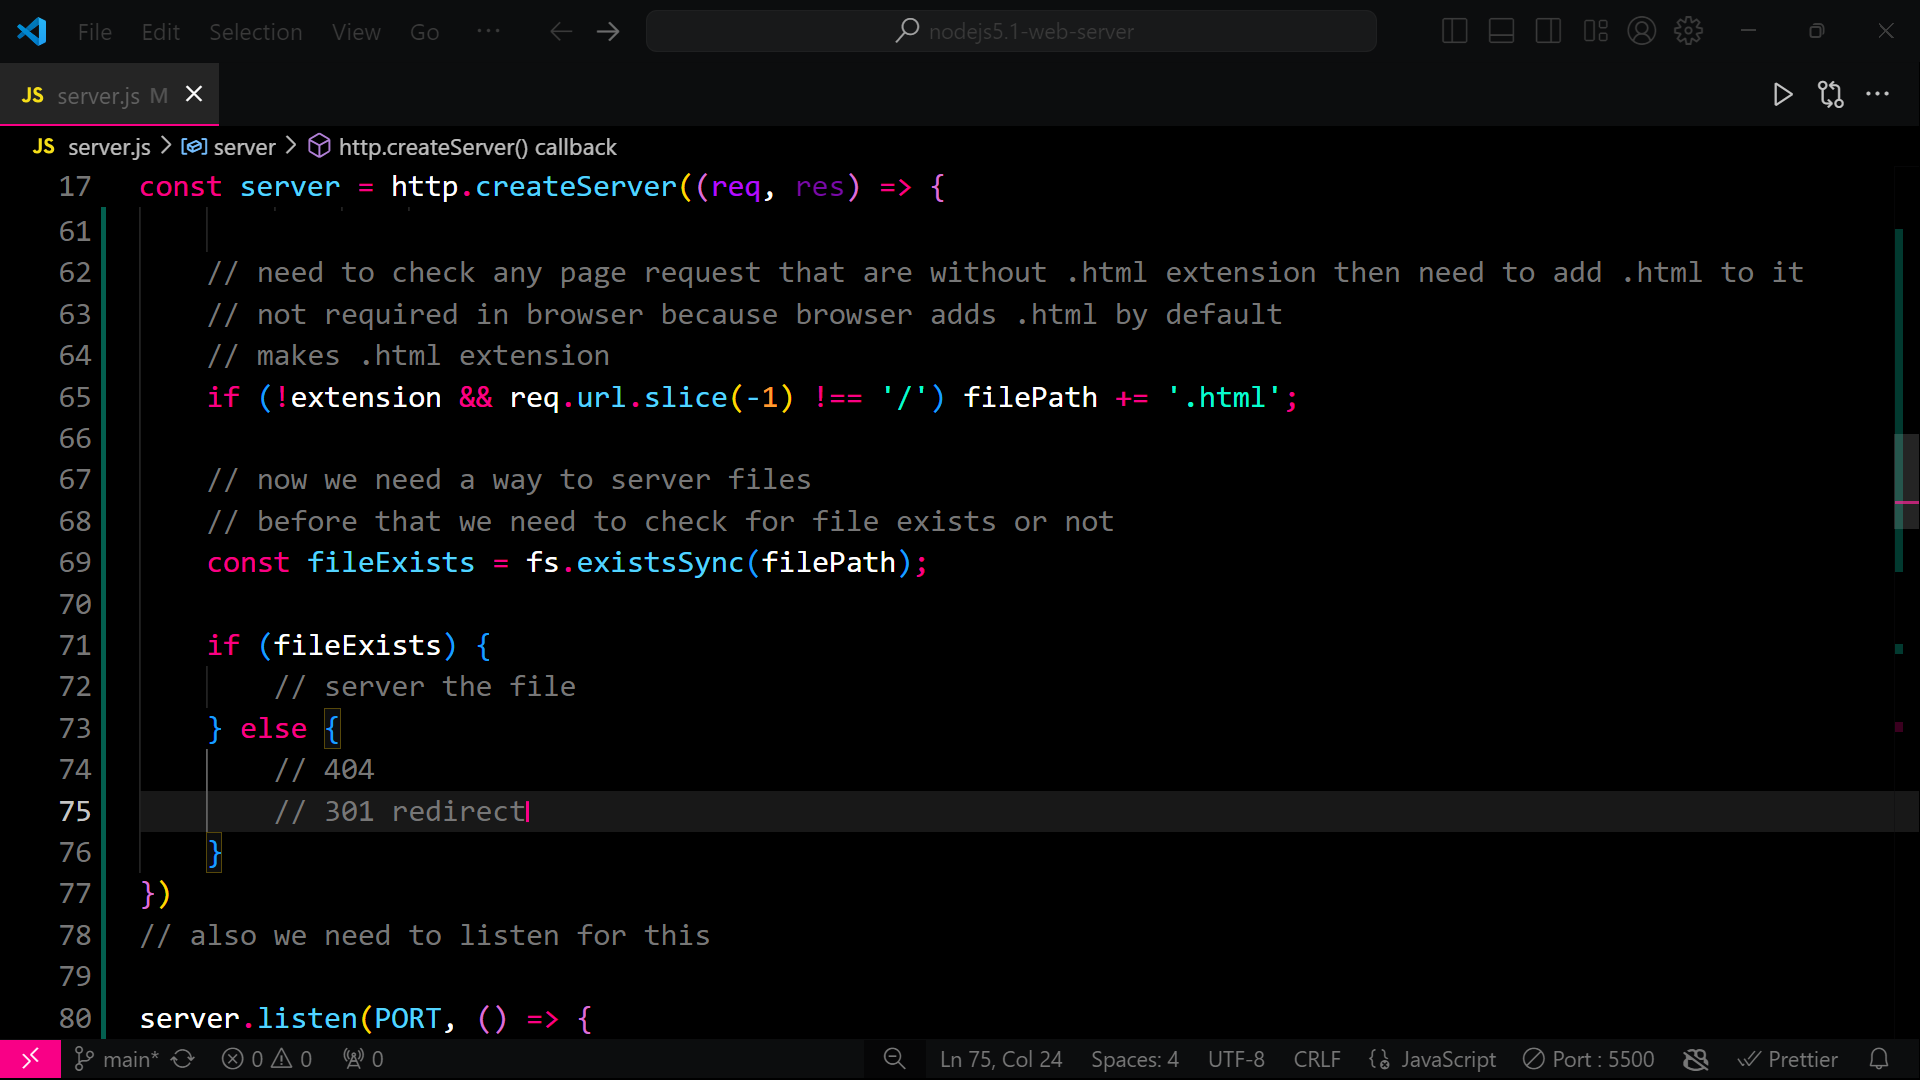 File Edit Selection View Go ··· nodejs5.1-web-server
JS server.js M
JS server.js > server > http.createServer() callback
17 const server = http.createServer((req, res) => {
61
62 // need to check any page request that are without .html extension then need to add .html to it
63 // not required in browser because browser adds .html by default
64 // makes .html extension
65 if (!extension && req.url.slice(-1) !== '/') filePath += '.html';
66
67 // now we need a way to server files
68 // before that we need to check for file exists or not
69 const fileExists = fs.existsSync(filePath);
70
71 if (fileExists) {
72 // server the file
73 } else {
74 // 404
75 // 301 redirect
76 }
77 })
78 // also we need to listen for this
79
80 server.listen(PORT, () => {
main* 0 0 0 Ln 75, Col 24 Spaces: 4 UTF-8 CRLF JavaScript Port : 5500 Prettier